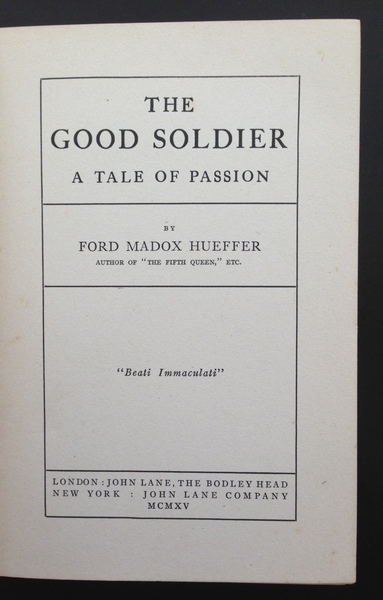 THE
GOOD SOLDIER
A TALE OF PASSION
BY
FORD MADOX HUEFFER
AUTHOR OF "THE FIFTH QUEEN," ETC.
"Beati Immaculati"
LONDON : JOHN LANE, THE BODLEY HEAD
NEW YORK : JOHN LANE COMPANY
MCMXV